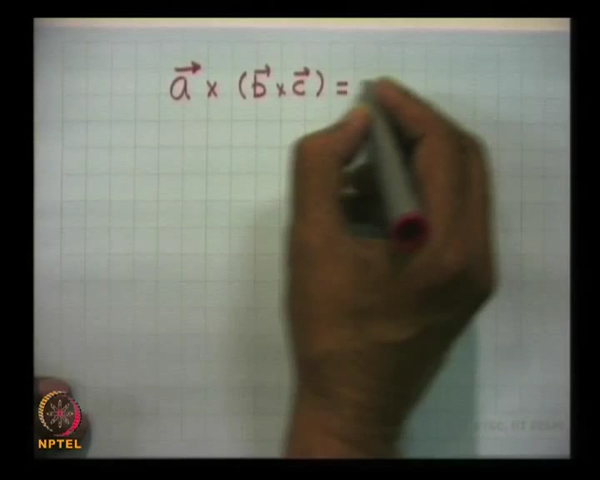 a⃗ × (b⃗ × c⃗) =
NPTEL